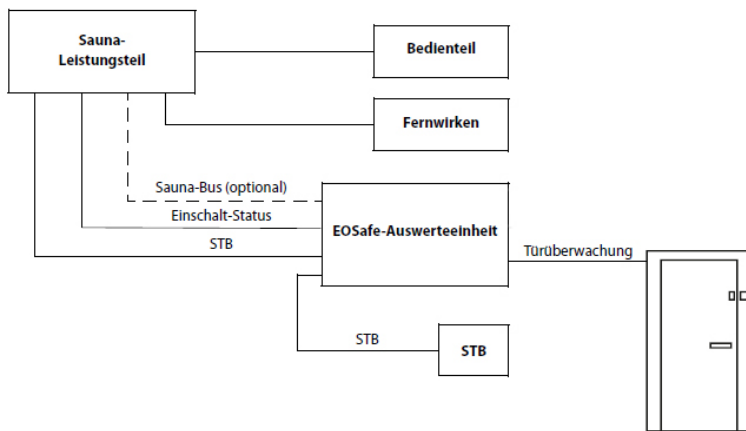 Sauna-
Leistungsteil
Bedienteil
Fernwirken
Sauna-Bus (optional)
Einschalt-Status
STB
EOSafe-Auswerteeinheit
Türüberwachung
STB
STB